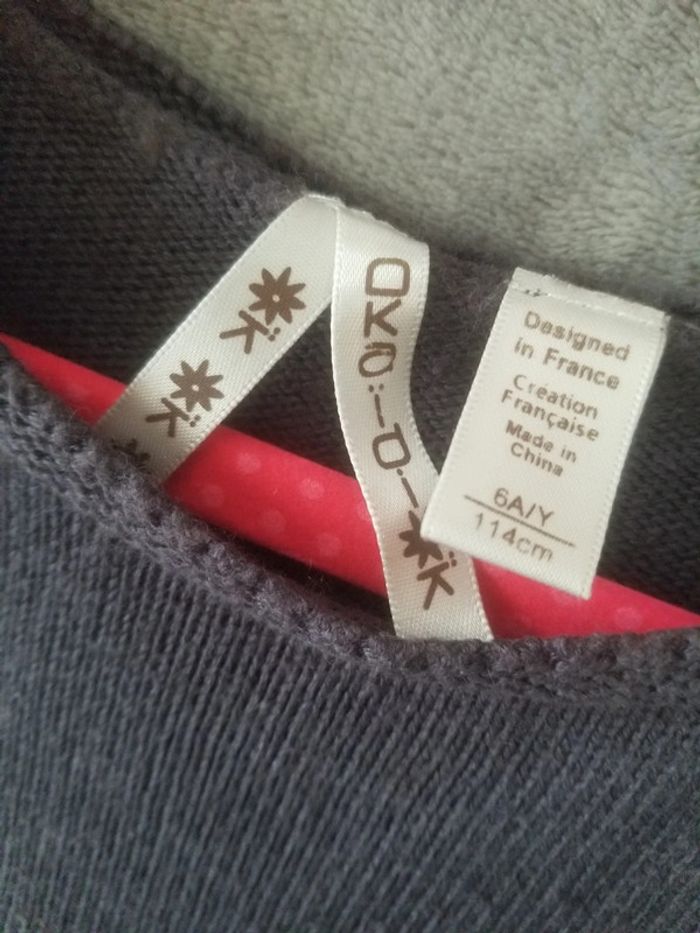 OKaïDi
K
K
K
Designed
in France
Création
Française
Made in
China
6A/Y
114cm